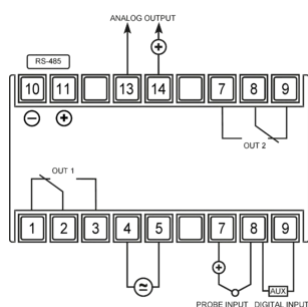 ANALOG OUTPUT
RS-485
10 11 13 14 7 8 9
− + +
OUT 2
OUT 1
1 2 3 4 5 7 8 9
+
≈
AUX
PROBE INPUT DIGITAL INPUT